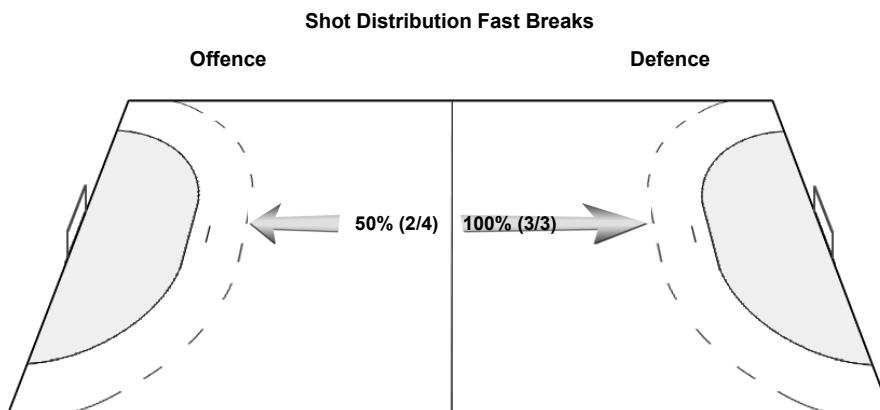 Shot Distribution Fast Breaks
Offence
Defence
50% (2/4)
100% (3/3)